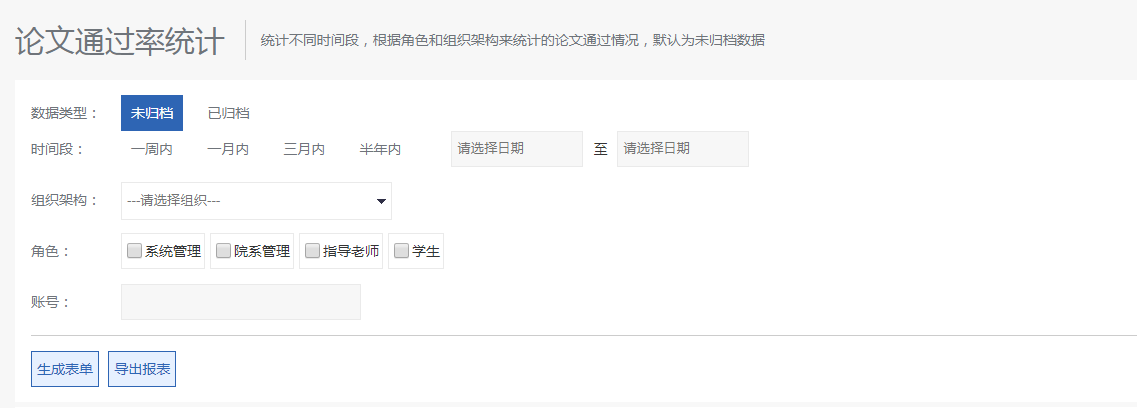 论文通过率统计 统计不同时间段，根据角色和组织架构来统计的论文通过情况，默认为未归档数据
数据类型： 未归档 已归档
时间段： 一周内 一月内 三月内 半年内 请选择日期 至 请选择日期
组织架构： ---请选择组织---
角色： 系统管理 院系管理 指导老师 学生
账号：
生成表单 导出报表